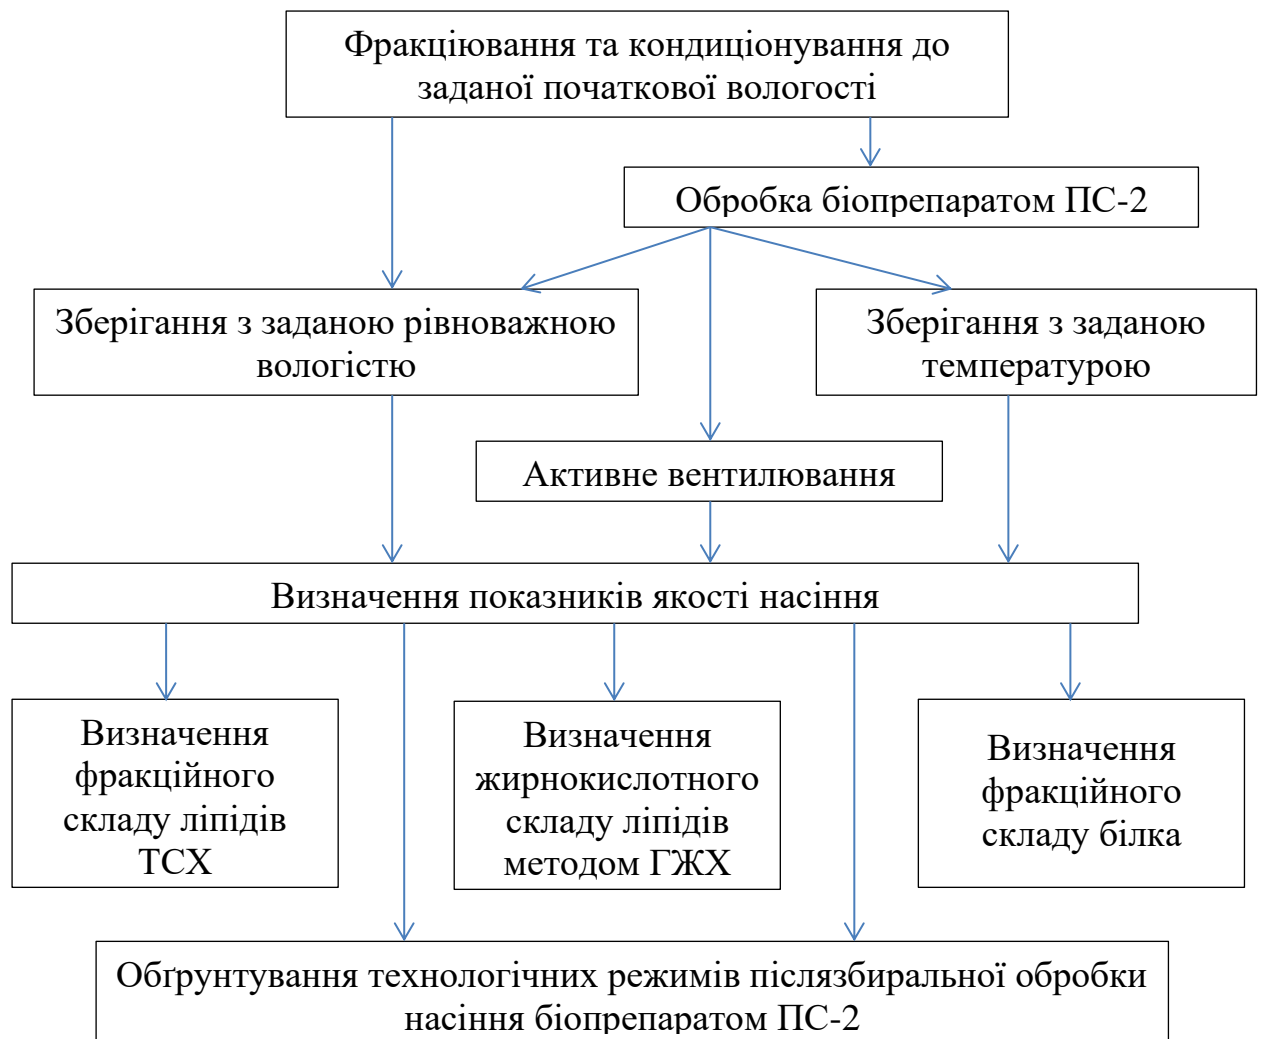 Фракціювання та кондиціонування до
заданої початкової вологості
Обробка біопрепаратом ПС-2
Зберігання з заданою рівноважною
вологістю
Зберігання з заданою
температурою
Активне вентилювання
Визначення показників якості насіння
Визначення
фракційного
складу ліпідів
ТСХ
Визначення
жирнокислотного
складу ліпідів
методом ГЖХ
Визначення
фракційного
складу білка
Обґрунтування технологічних режимів післязбиральної обробки
насіння біопрепаратом ПС-2